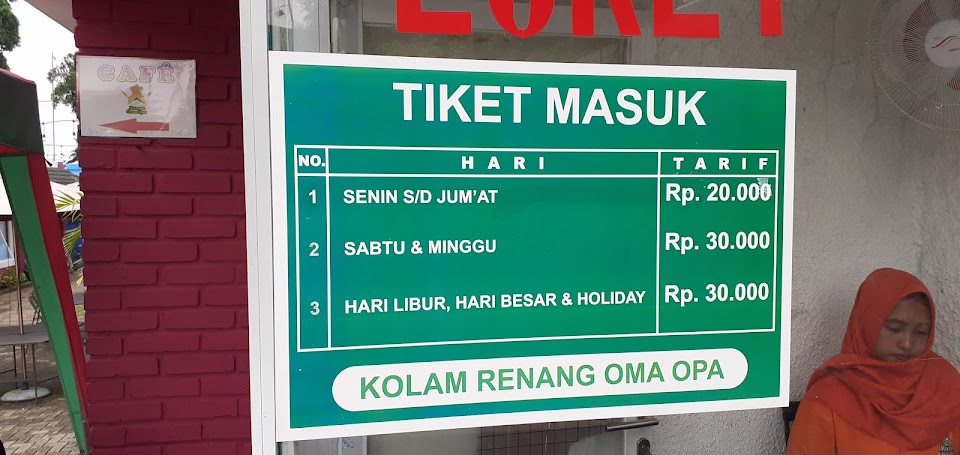 LOKET
CAFÉ
TIKET MASUK
NO. HARI TARIF
1 SENIN S/D JUM'AT Rp. 20.000
2 SABTU & MINGGU Rp. 30.000
3 HARI LIBUR, HARI BESAR & HOLIDAY Rp. 30.000
KOLAM RENANG OMA OPA